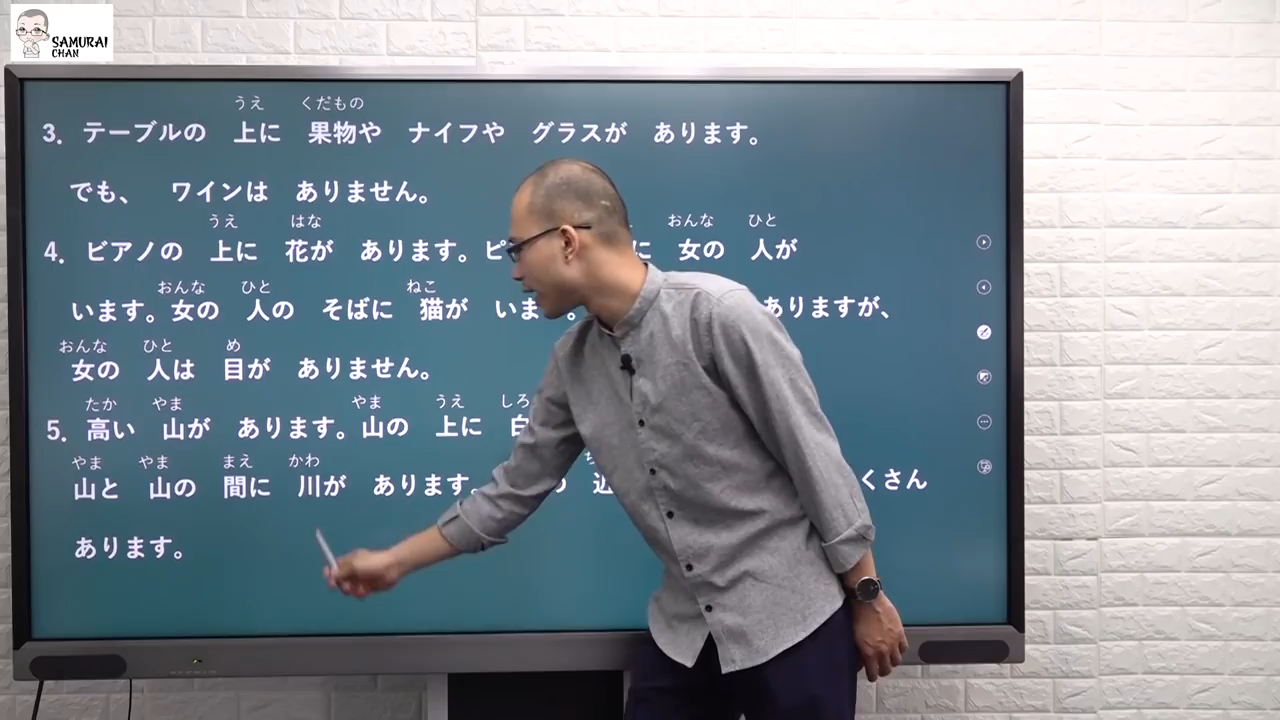 SAMURAI
CHAN
うえ くだもの
3. テーブルの 上に 果物や ナイフや グラスが あります。
でも、 ワインは ありません。
うえ はな おんな ひと
4. ピアノの 上に 花が あります。ピ に 女の 人が
おんな ひと ねこ
います。女の 人の そばに 猫が いま 。 ありますが、
おんな ひと め
女の 人は 目が ありません。
たか やま やま うえ しろ
5. 高い 山が あります。山の 上に 白
やま やま まえ かわ
山と 山の 間に 川が あります。 の 近 くさん
あります。